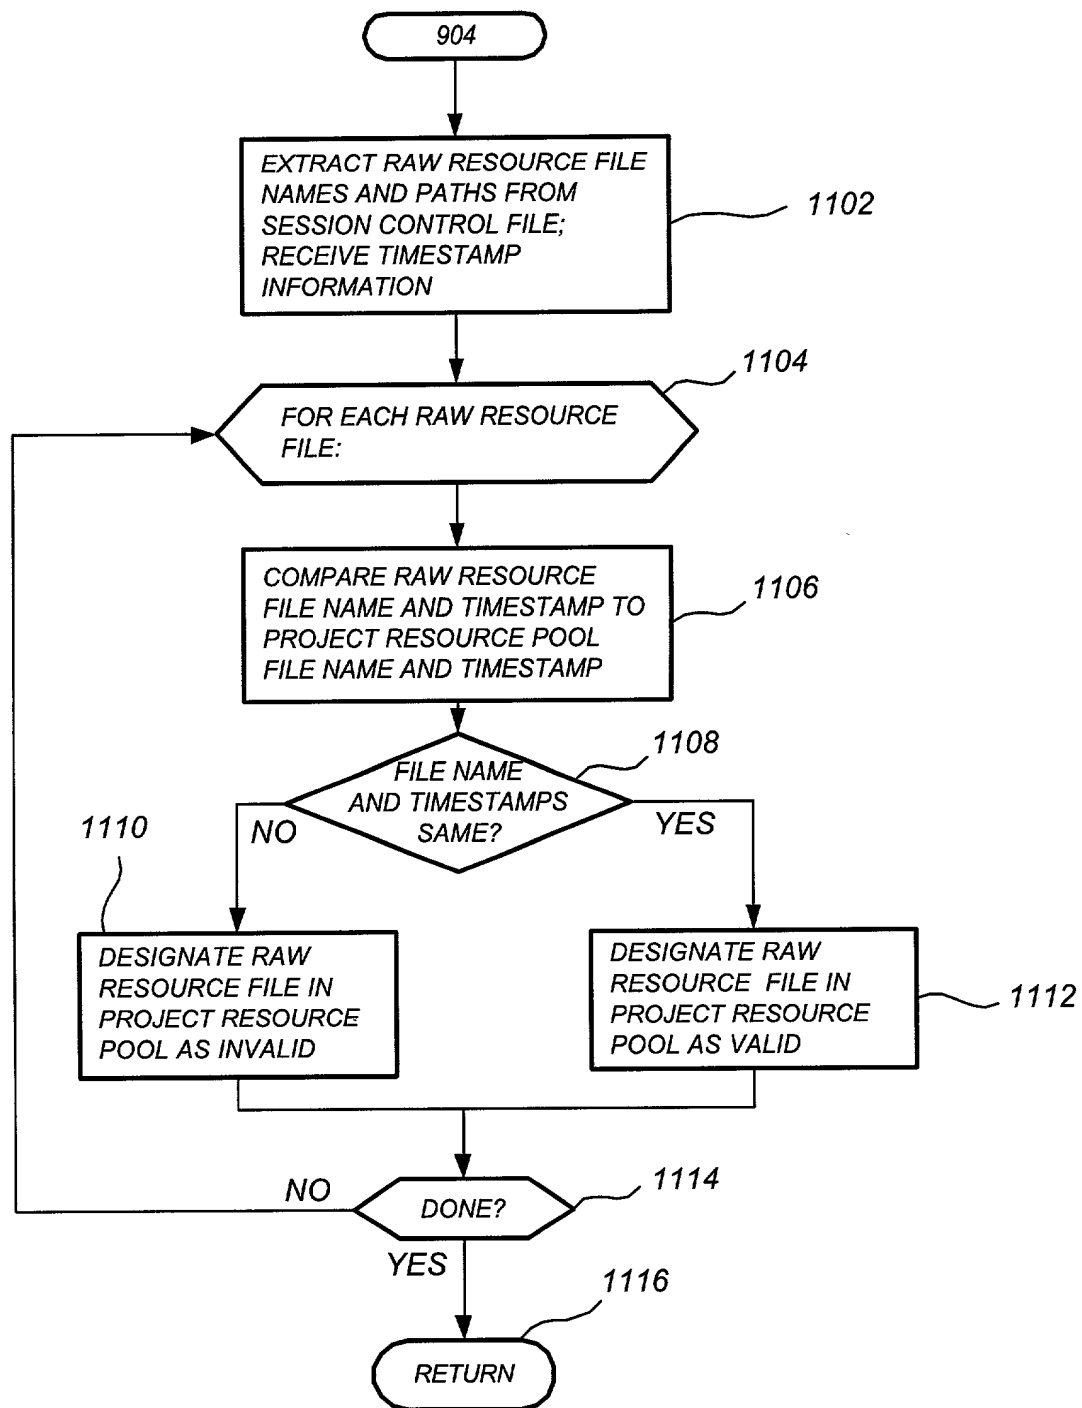 904
EXTRACT RAW RESOURCE FILE
NAMES AND PATHS FROM
SESSION CONTROL FILE;
RECEIVE TIMESTAMP
INFORMATION
1102
1104
FOR EACH RAW RESOURCE
FILE:
COMPARE RAW RESOURCE
FILE NAME AND TIMESTAMP TO
PROJECT RESOURCE POOL
FILE NAME AND TIMESTAMP
1106
1108
FILE NAME
AND TIMESTAMPS
SAME?
NO
YES
1110
DESIGNATE RAW
RESOURCE FILE IN
PROJECT RESOURCE
POOL AS INVALID
DESIGNATE RAW
RESOURCE FILE IN
PROJECT RESOURCE
POOL AS VALID
1112
NO
DONE?
1114
YES
1116
RETURN